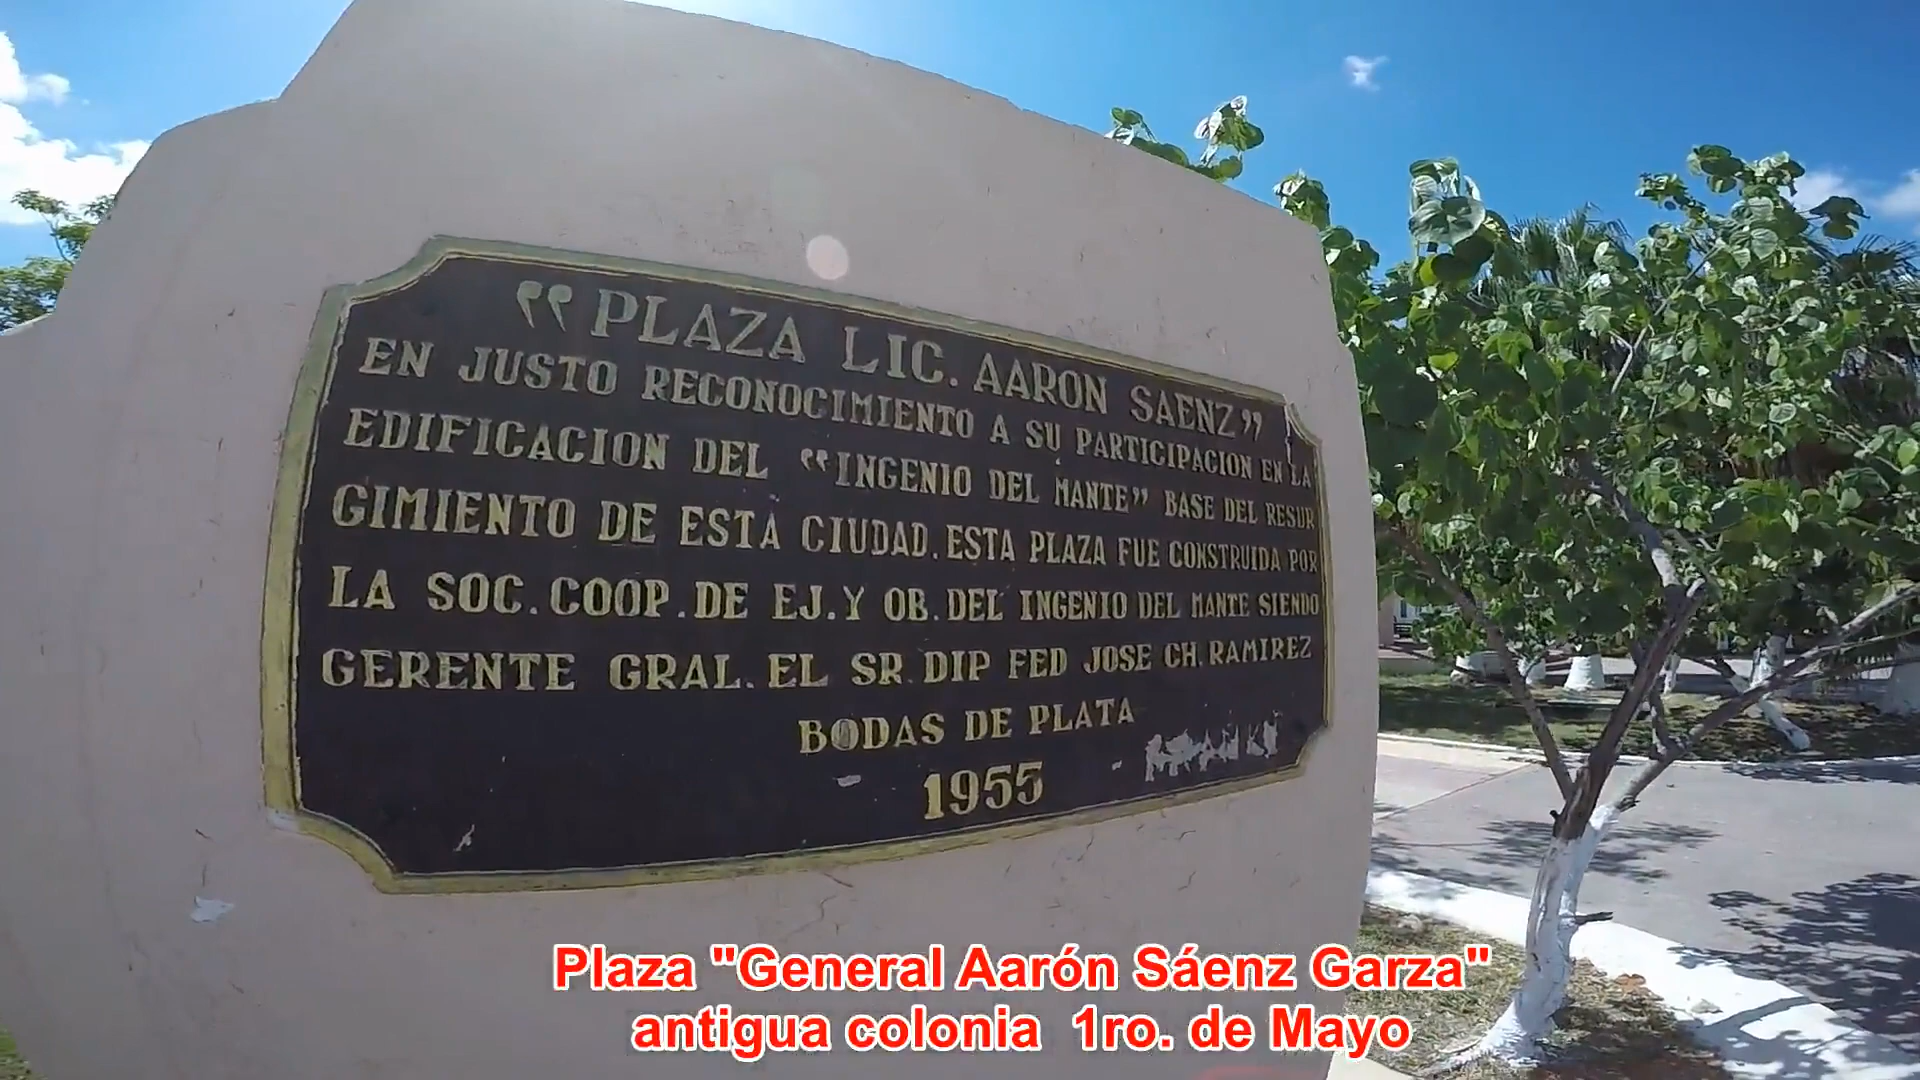 “PLAZA LIC. AARON SAENZ”
EN JUSTO RECONOCIMIENTO A SU PARTICIPACION EN LA
EDIFICACION DEL “INGENIO DEL MANTE” BASE DEL RESUR
GIMIENTO DE ESTA CIUDAD. ESTA PLAZA FUE CONSTRUIDA POR
LA SOC. COOP. DE EJ. Y OB. DEL INGENIO DEL MANTE SIENDO
GERENTE GRAL. EL SR. DIP FED JOSE CH. RAMIREZ
BODAS DE PLATA
1955
Plaza "General Aarón Sáenz Garza"
antigua colonia 1ro. de Mayo